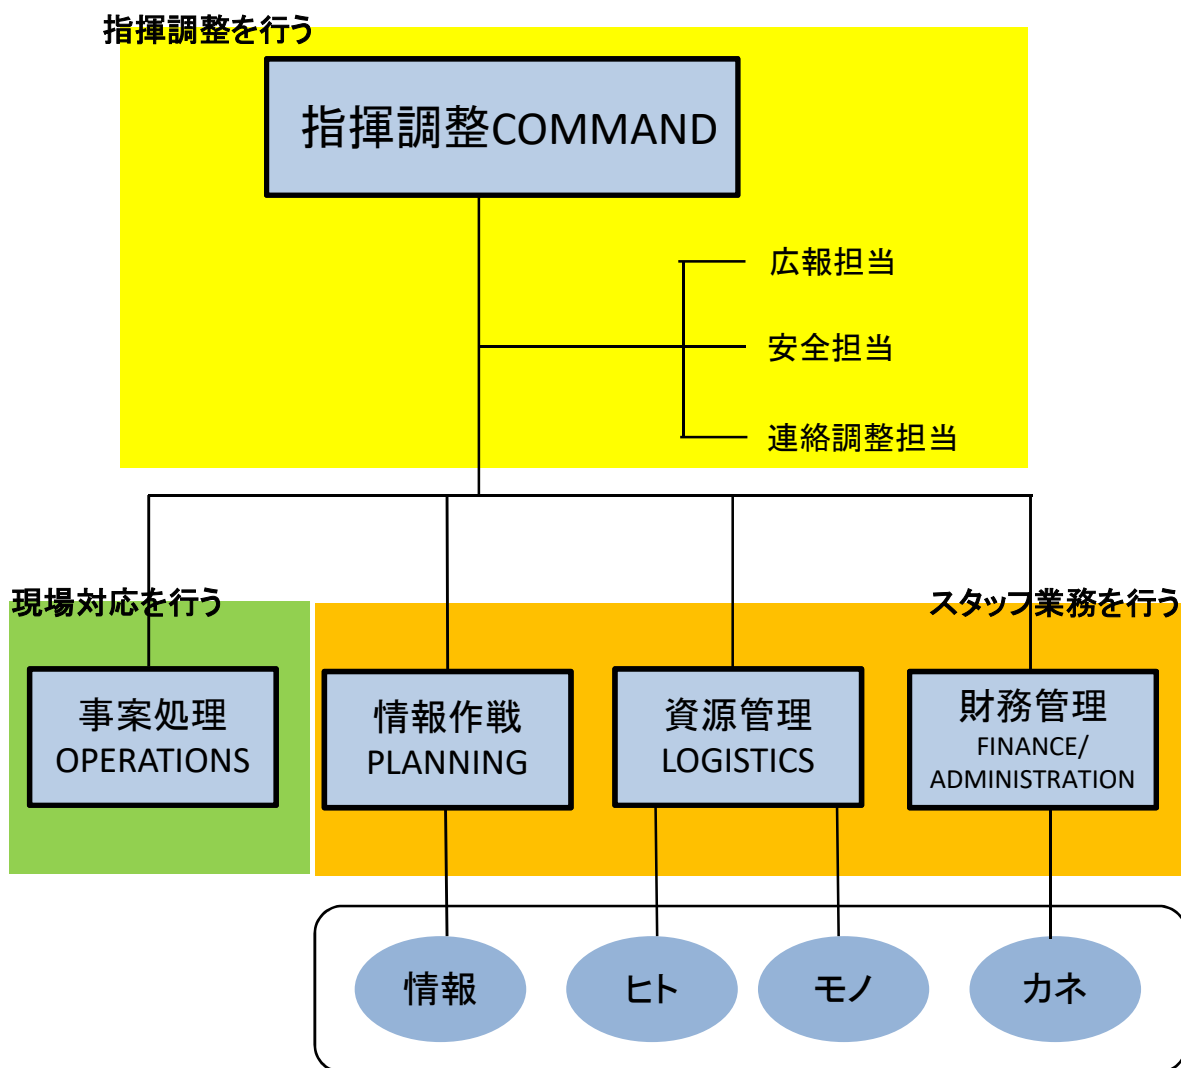 指揮調整を行う
指揮調整COMMAND
広報担当
安全担当
連絡調整担当
現場対応を行う
スタッフ業務を行う
事案処理
OPERATIONS
情報作戦
PLANNING
資源管理
LOGISTICS
財務管理
FINANCE/
ADMINISTRATION
情報
ヒト
モノ
カネ